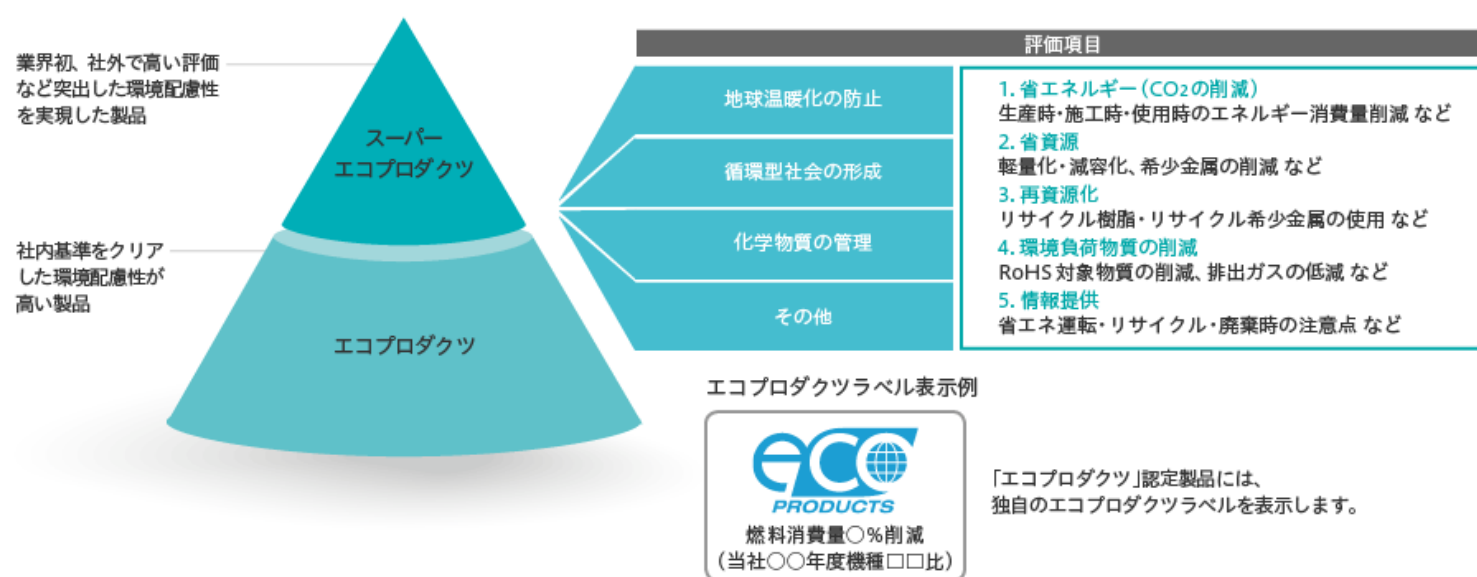 業界初、社外で高い評価
など突出した環境配慮性
を実現した製品
スーパー
エコプロダクツ
社内基準をクリア
した環境配慮性が
高い製品
エコプロダクツ
評価項目
地球温暖化の防止
循環型社会の形成
化学物質の管理
その他
1. 省エネルギー（CO2の削減）
生産時・施工時・使用時のエネルギー消費量削減 など
2. 省資源
軽量化・減容化、希少金属の削減 など
3. 再資源化
リサイクル樹脂・リサイクル希少金属の使用 など
4. 環境負荷物質の削減
RoHS 対象物質の削減、排出ガスの低減 など
5. 情報提供
省エネ運転・リサイクル・廃棄時の注意点 など
エコプロダクツラベル表示例
eco
PRODUCTS
燃料消費量○%削減
（当社○○年度機種□□比）
「エコプロダクツ」認定製品には、
独自のエコプロダクツラベルを表示します。